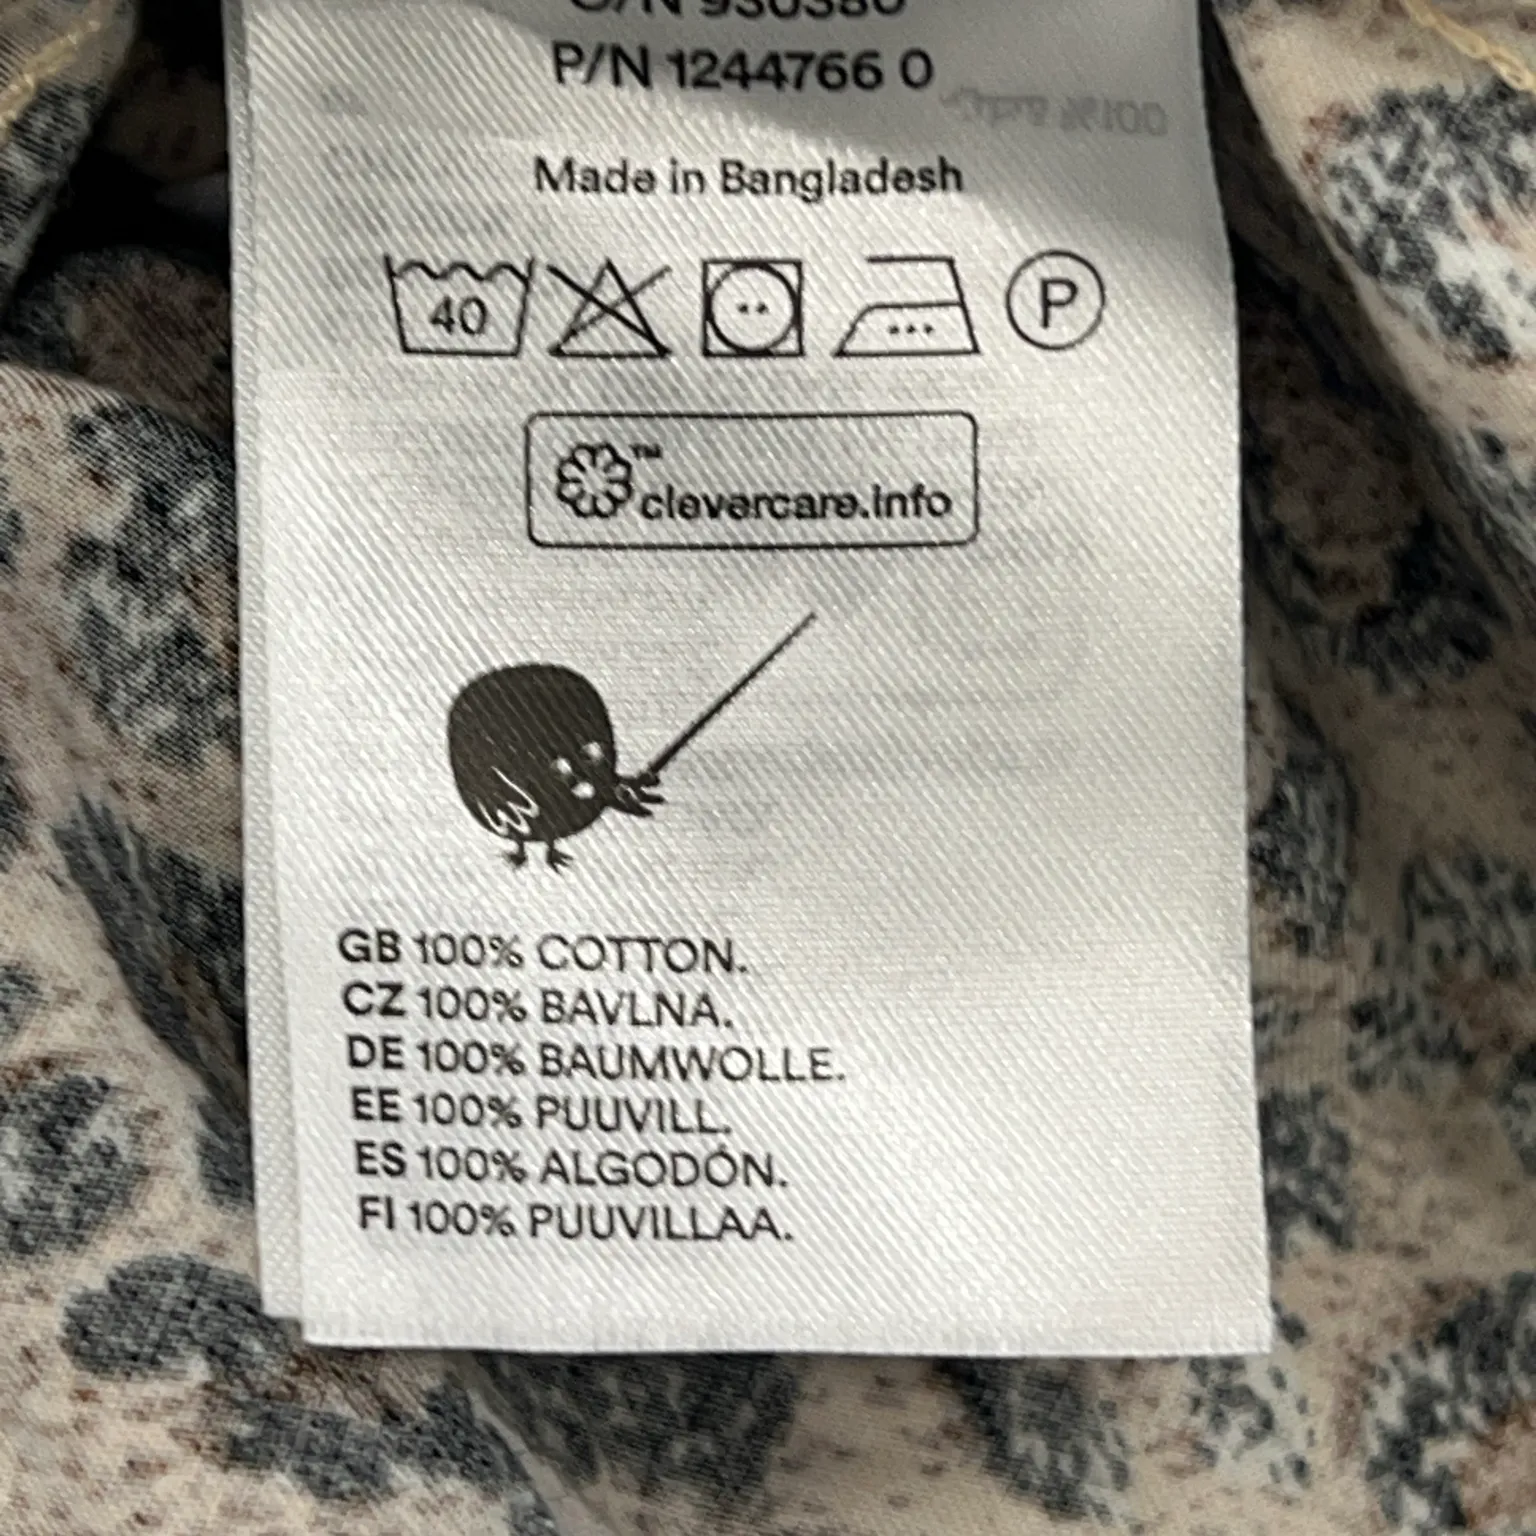 P/N 1244766 0
Made in Bangladesh
40
P
™
clevercare.info
GB 100% COTTON.
CZ 100% BAVLNA.
DE 100% BAUMWOLLE.
EE 100% PUUVILL.
ES 100% ALGODÓN.
FI 100% PUUVILLAA.